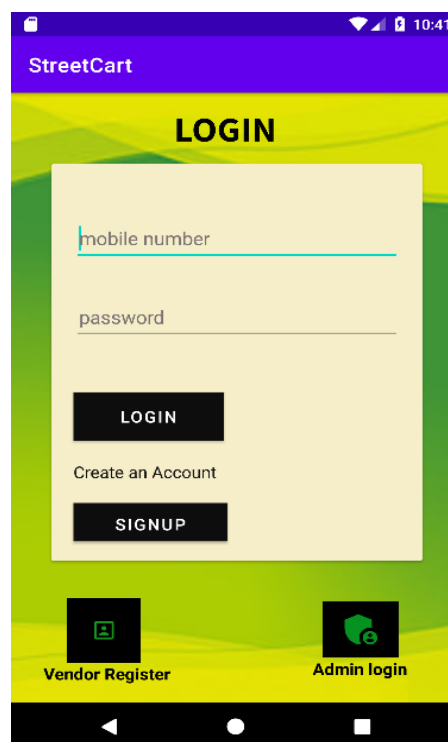 10:41
StreetCart
LOGIN
mobile number
password
LOGIN
Create an Account
SIGNUP
Vendor Register
Admin login